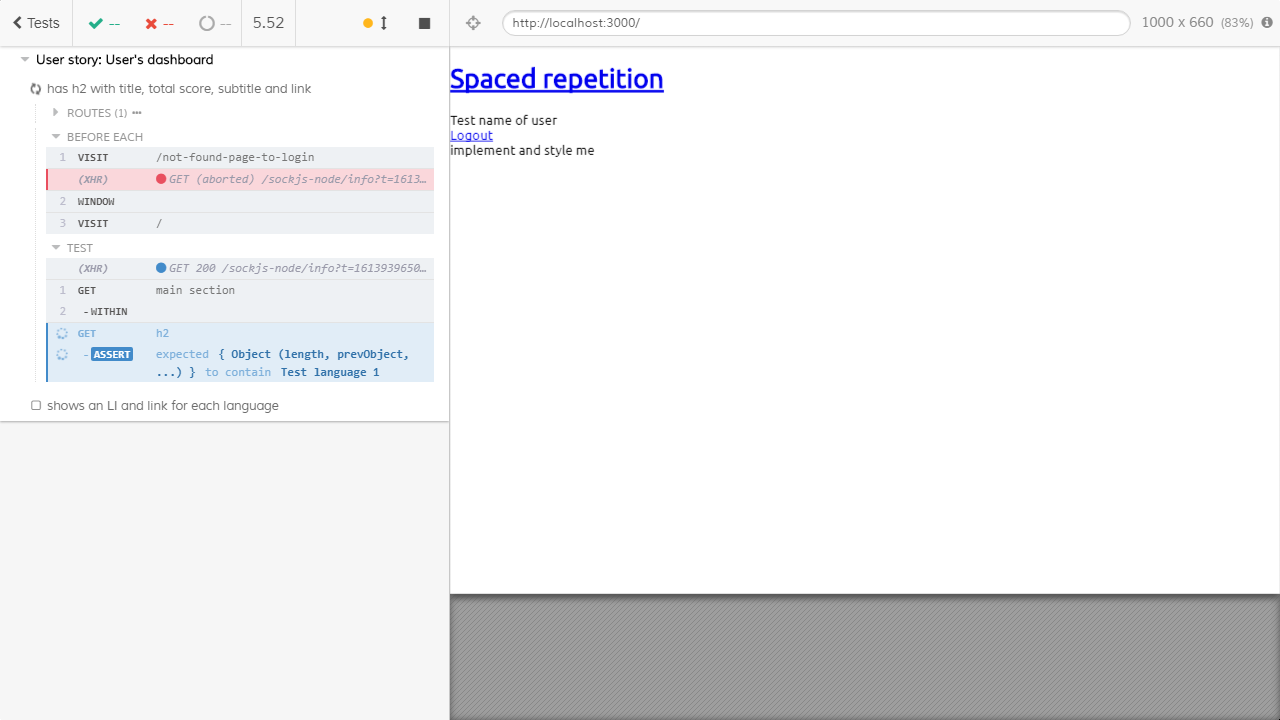 Tests -- -- -- 5.52
http://localhost:3000/ 1000 x 660 (83%)
User story: User's dashboard
has h2 with title, total score, subtitle and link
ROUTES (1)
BEFORE EACH
1 VISIT /not-found-page-to-login
(XHR) GET (aborted) /sockjs-node/info?t=1613…
2 WINDOW
3 VISIT /
TEST
(XHR) GET 200 /sockjs-node/info?t=1613939650…
1 GET main section
2 -WITHIN
GET h2
-ASSERT expected { Object (length, prevObject,
...) } to contain Test language 1
shows an LI and link for each language
Spaced repetition
Test name of user
Logout
implement and style me